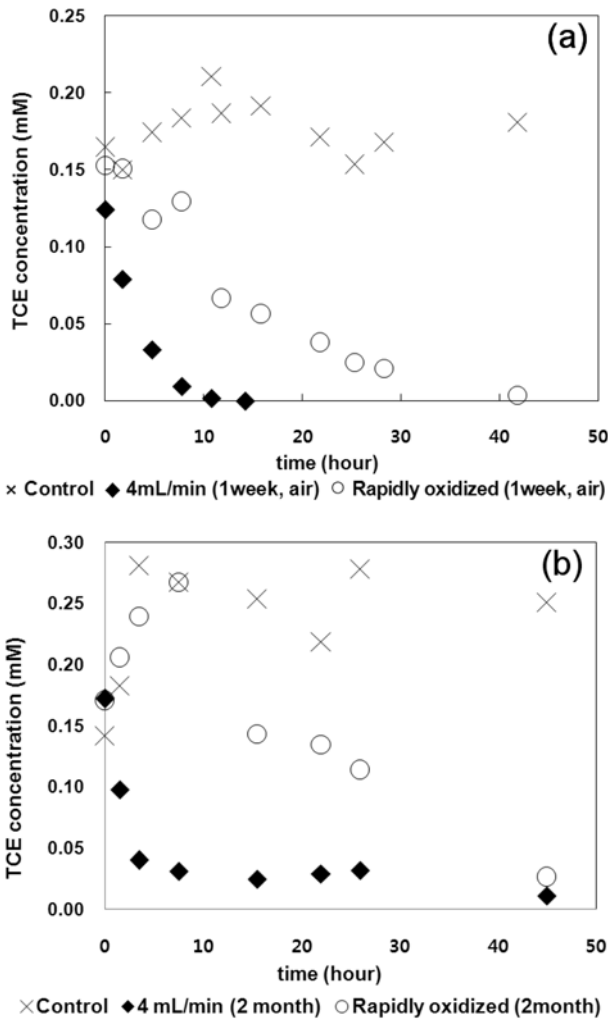 (a)
TCE concentration (mM)
0.25
0.20
0.15
0.10
0.05
0.00
0 10 20 30 40 50
time (hour)
× Control ◆ 4mL/min (1week, air) ○ Rapidly oxidized (1week, air)
(b)
TCE concentration (mM)
0.30
0.25
0.20
0.15
0.10
0.05
0.00
0 10 20 30 40 50
time (hour)
×Control ◆ 4 mL/min (2 month) ○ Rapidly oxidized (2month)